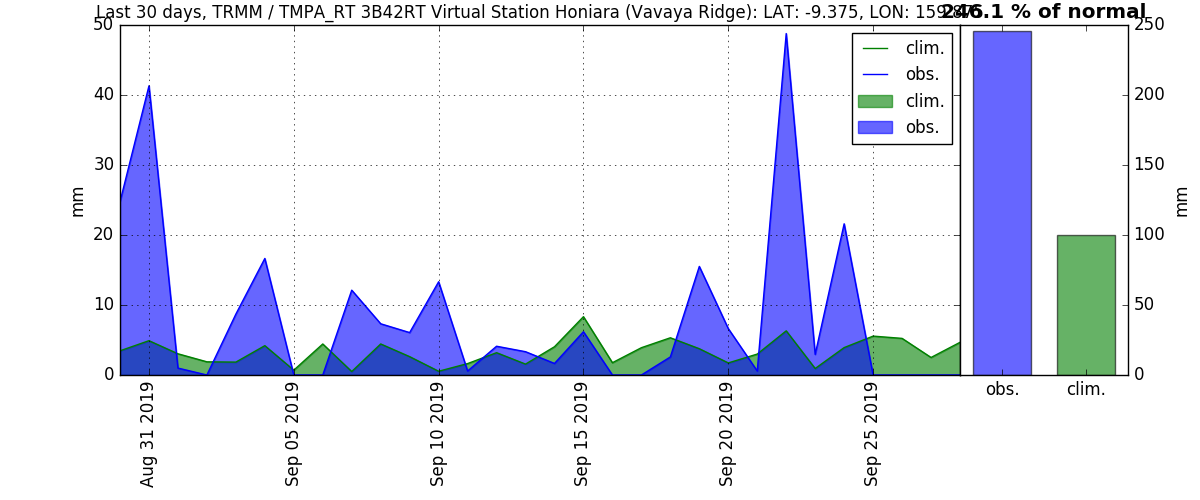 Last 30 days, TRMM / TMPA_RT 3B42RT Virtual Station Honiara (Vavaya Ridge): LAT: -9.375, LON:
246.1 % of normal
50
40
30
20
10
0
mm
clim.
obs.
clim.
obs.
250
200
150
100
50
0
mm
obs.
clim.
Aug 31 2019
Sep 05 2019
Sep 10 2019
Sep 15 2019
Sep 20 2019
Sep 25 2019